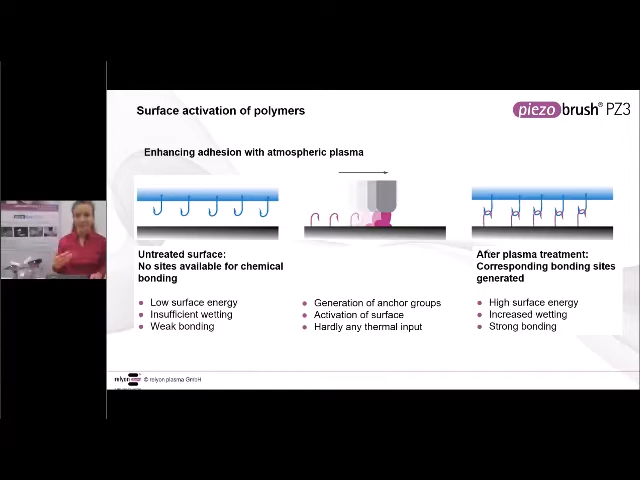 Surface activation of polymers
piezobrush® PZ3
Enhancing adhesion with atmospheric plasma
Untreated surface:
No sites available for chemical
bonding
Low surface energy
Insufficient wetting
Weak bonding
Generation of anchor groups
Activation of surface
Hardly any thermal input
After plasma treatment:
Corresponding bonding sites
generated
High surface energy
Increased wetting
Strong bonding
relyon
© relyon plasma GmbH